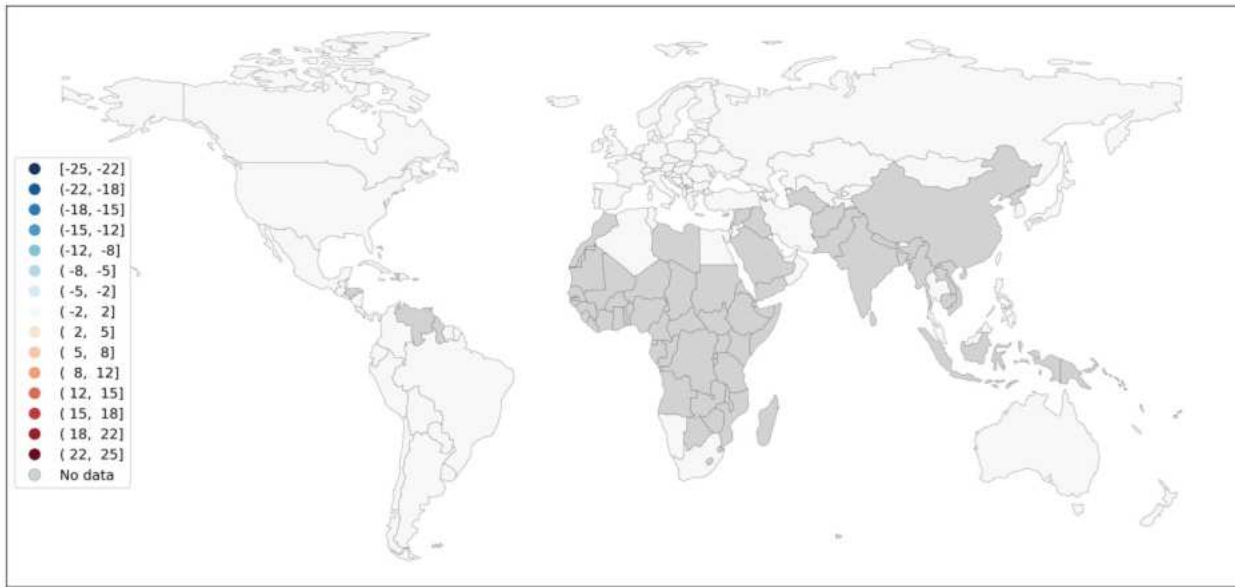 [-25, -22]
(-22, -18]
(-18, -15]
(-15, -12]
(-12, -8]
( -8, -5]
( -5, -2]
( -2, 2]
( 2, 5]
( 5, 8]
( 8, 12]
( 12, 15]
( 15, 18]
( 18, 22]
( 22, 25]
No data